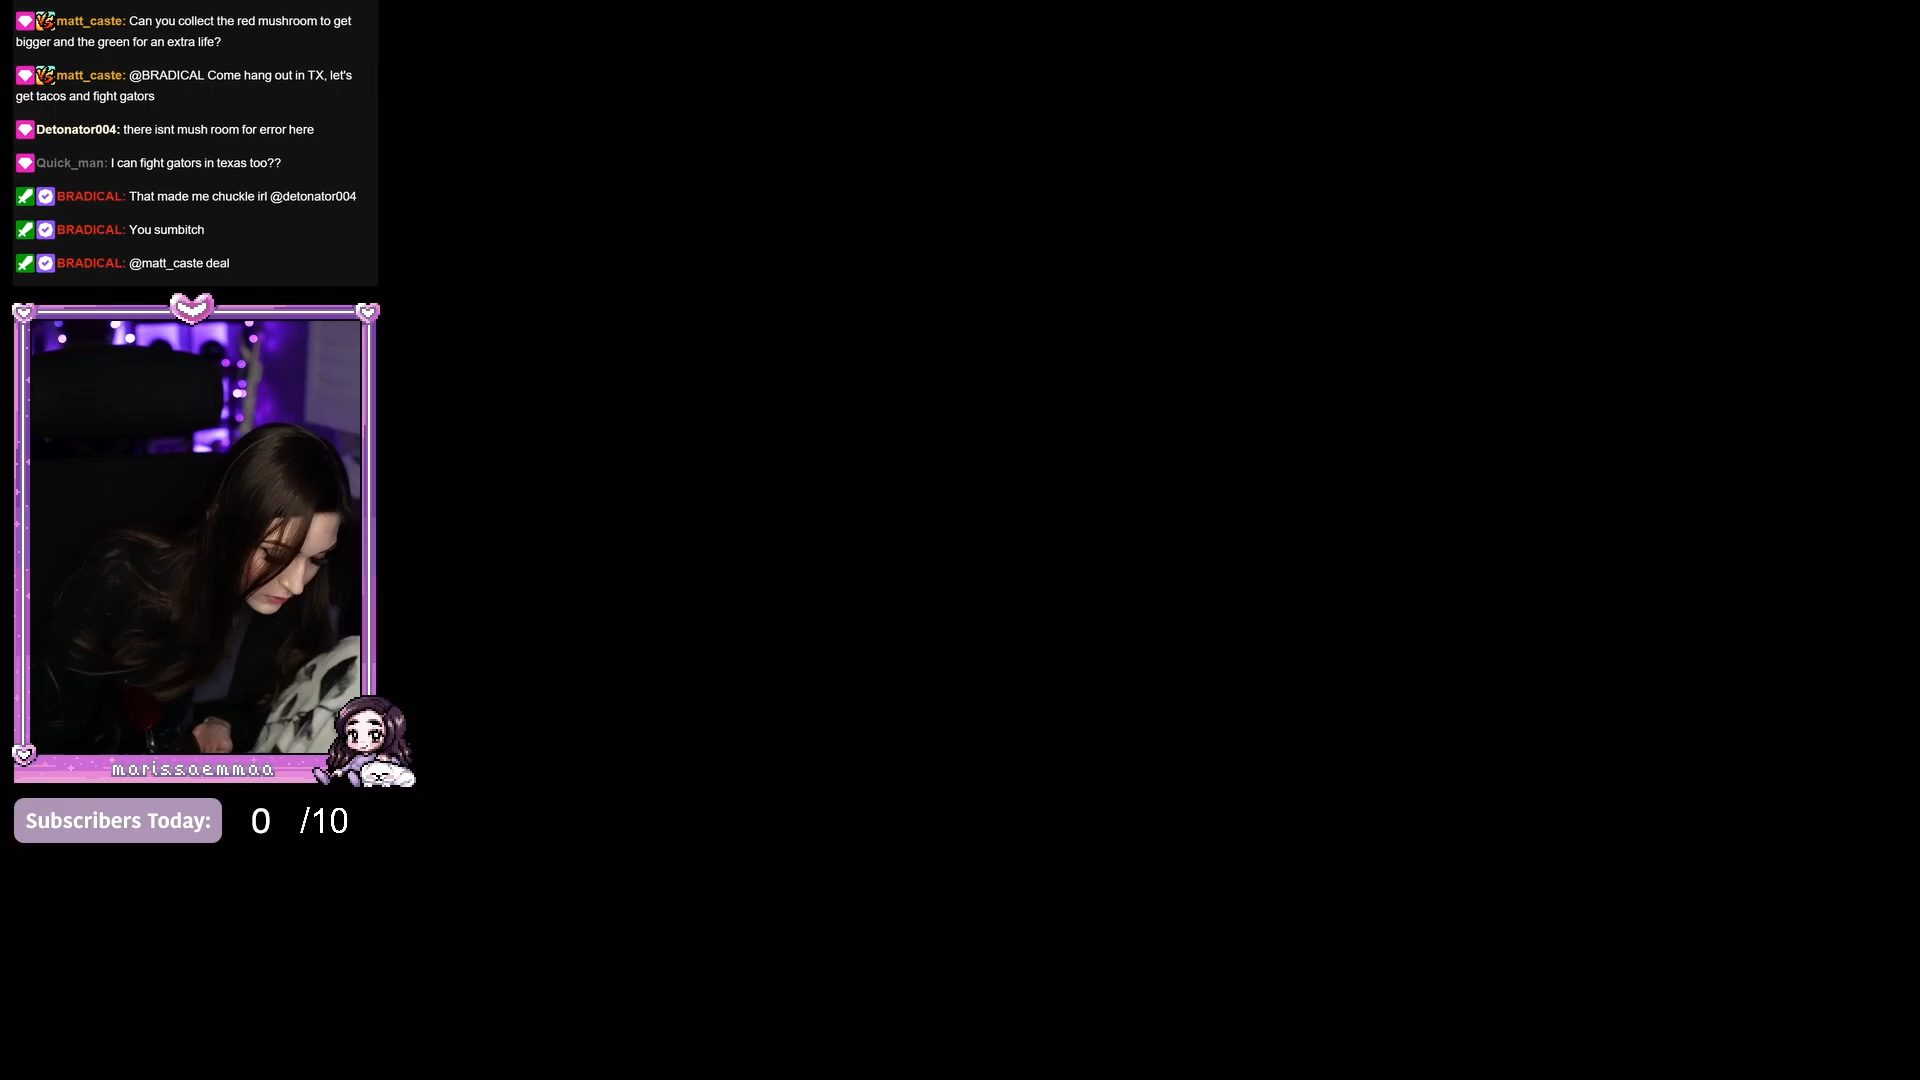 matt_caste: Can you collect the red mushroom to get
bigger and the green for an extra life?
matt_caste: @BRADICAL Come hang out in TX, let's
get tacos and fight gators
Detonator004: there isnt mush room for error here
Quick_man: I can fight gators in texas too??
BRADICAL: That made me chuckle irl @detonator004
BRADICAL: You sumbitch
BRADICAL: @matt_caste deal
marissaemmaa
Subscribers Today: 0 /10